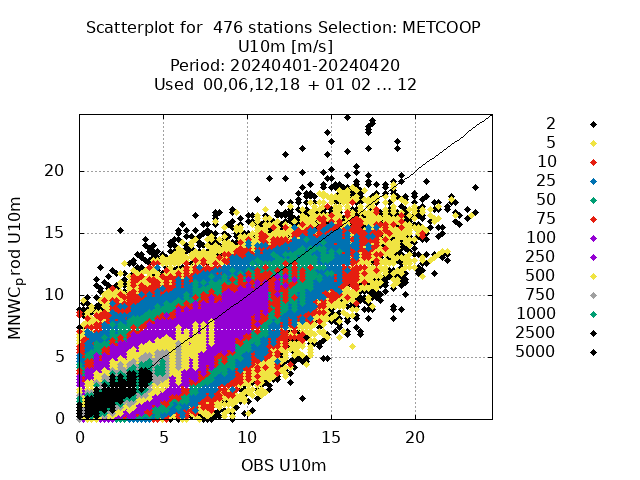 Scatterplot for  476 stations Selection: METCOOP
U10m [m/s]
Period: 20240401-20240420
Used  00,06,12,18  + 01 02 ... 12
MNWC_prod U10m
20
15
10
5
0
0 5 10 15 20
OBS U10m
2
5
10
25
50
75
100
250
500
750
1000
2500
5000